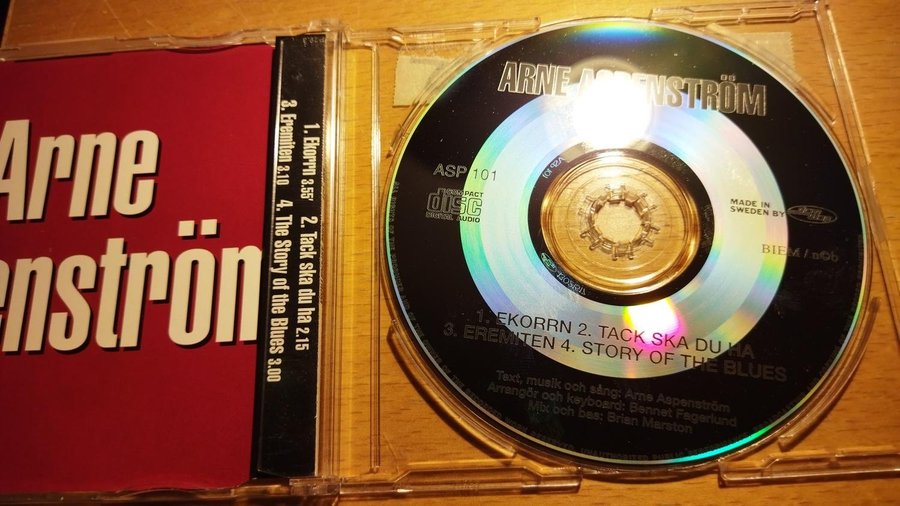 Arne
enström
1. Ekorrn 3.55' 2. Tack ska du ha 2.15
3. Eremiten 3.10 4. The Story of the Blues 3.00
ARNE ASPENSTRÖM
ASP 101
COMPACT
disc
DIGITAL AUDIO
MADE IN
SWEDEN BY
BIEM / n©b
1. EKORRN 2. TACK SKA DU HA
3. EREMITEN 4. STORY OF THE BLUES
Text, musik och sång: Arne Aspenström
Arrangör och keyboard: Bennet Fagerlund
Mix och bas: Brian Marston